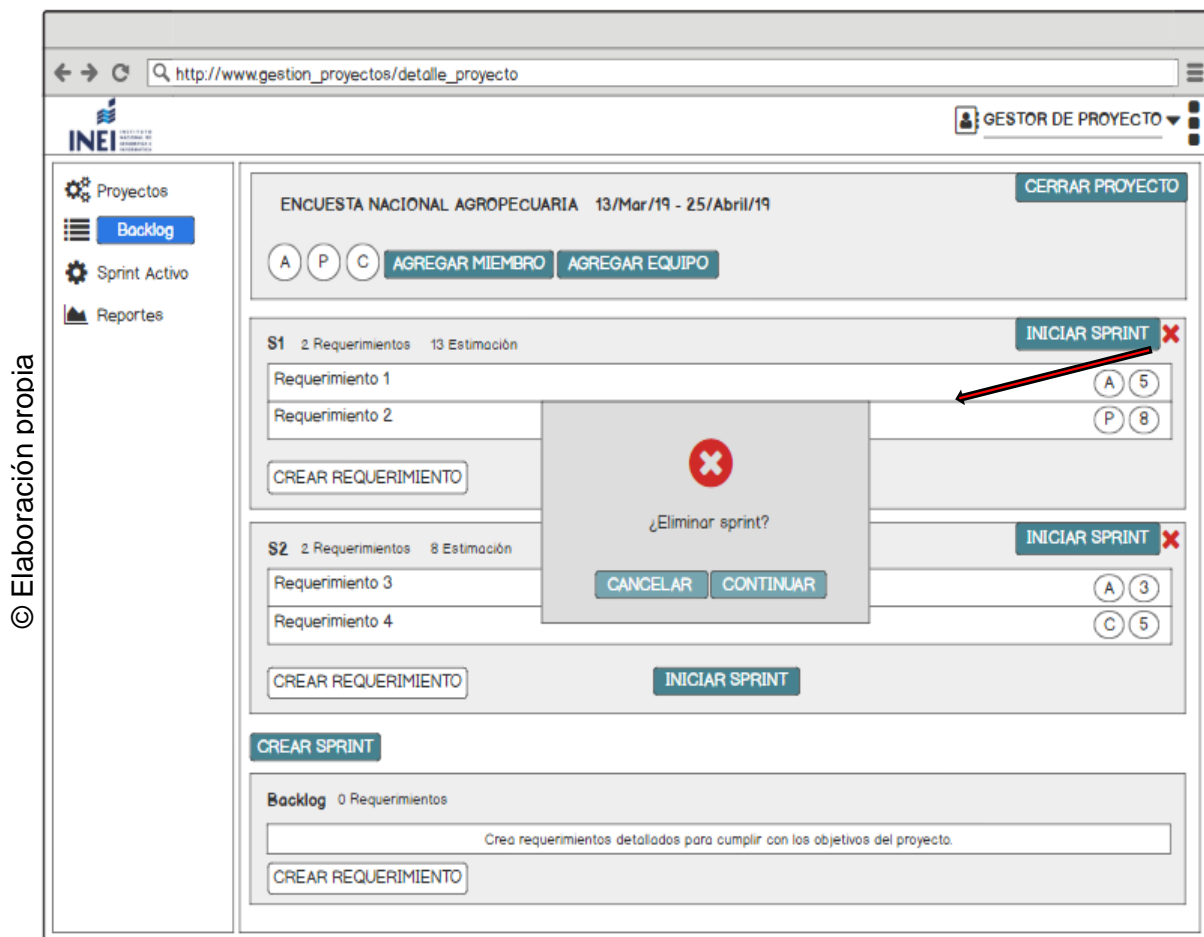 http://www.gestion_proyectos/detalle_proyecto
INEI
GESTOR DE PROYECTO
Proyectos
Backlog
Sprint Activo
Reportes
CERRAR PROYECTO
ENCUESTA NACIONAL AGROPECUARIA 13/Mar/19 - 25/Abril/19
A P C AGREGAR MIEMBRO AGREGAR EQUIPO
S1 2 Requerimientos 13 Estimación INICIAR SPRINT
Requerimiento 1 A 5
Requerimiento 2 P 8
CREAR REQUERIMIENTO
¿Eliminar sprint?
CANCELAR CONTINUAR
S2 2 Requerimientos 8 Estimación INICIAR SPRINT
Requerimiento 3 A 3
Requerimiento 4 C 5
CREAR REQUERIMIENTO INICIAR SPRINT
CREAR SPRINT
Backlog 0 Requerimientos
Crea requerimientos detallados para cumplir con los objetivos del proyecto.
CREAR REQUERIMIENTO
© Elaboración propia